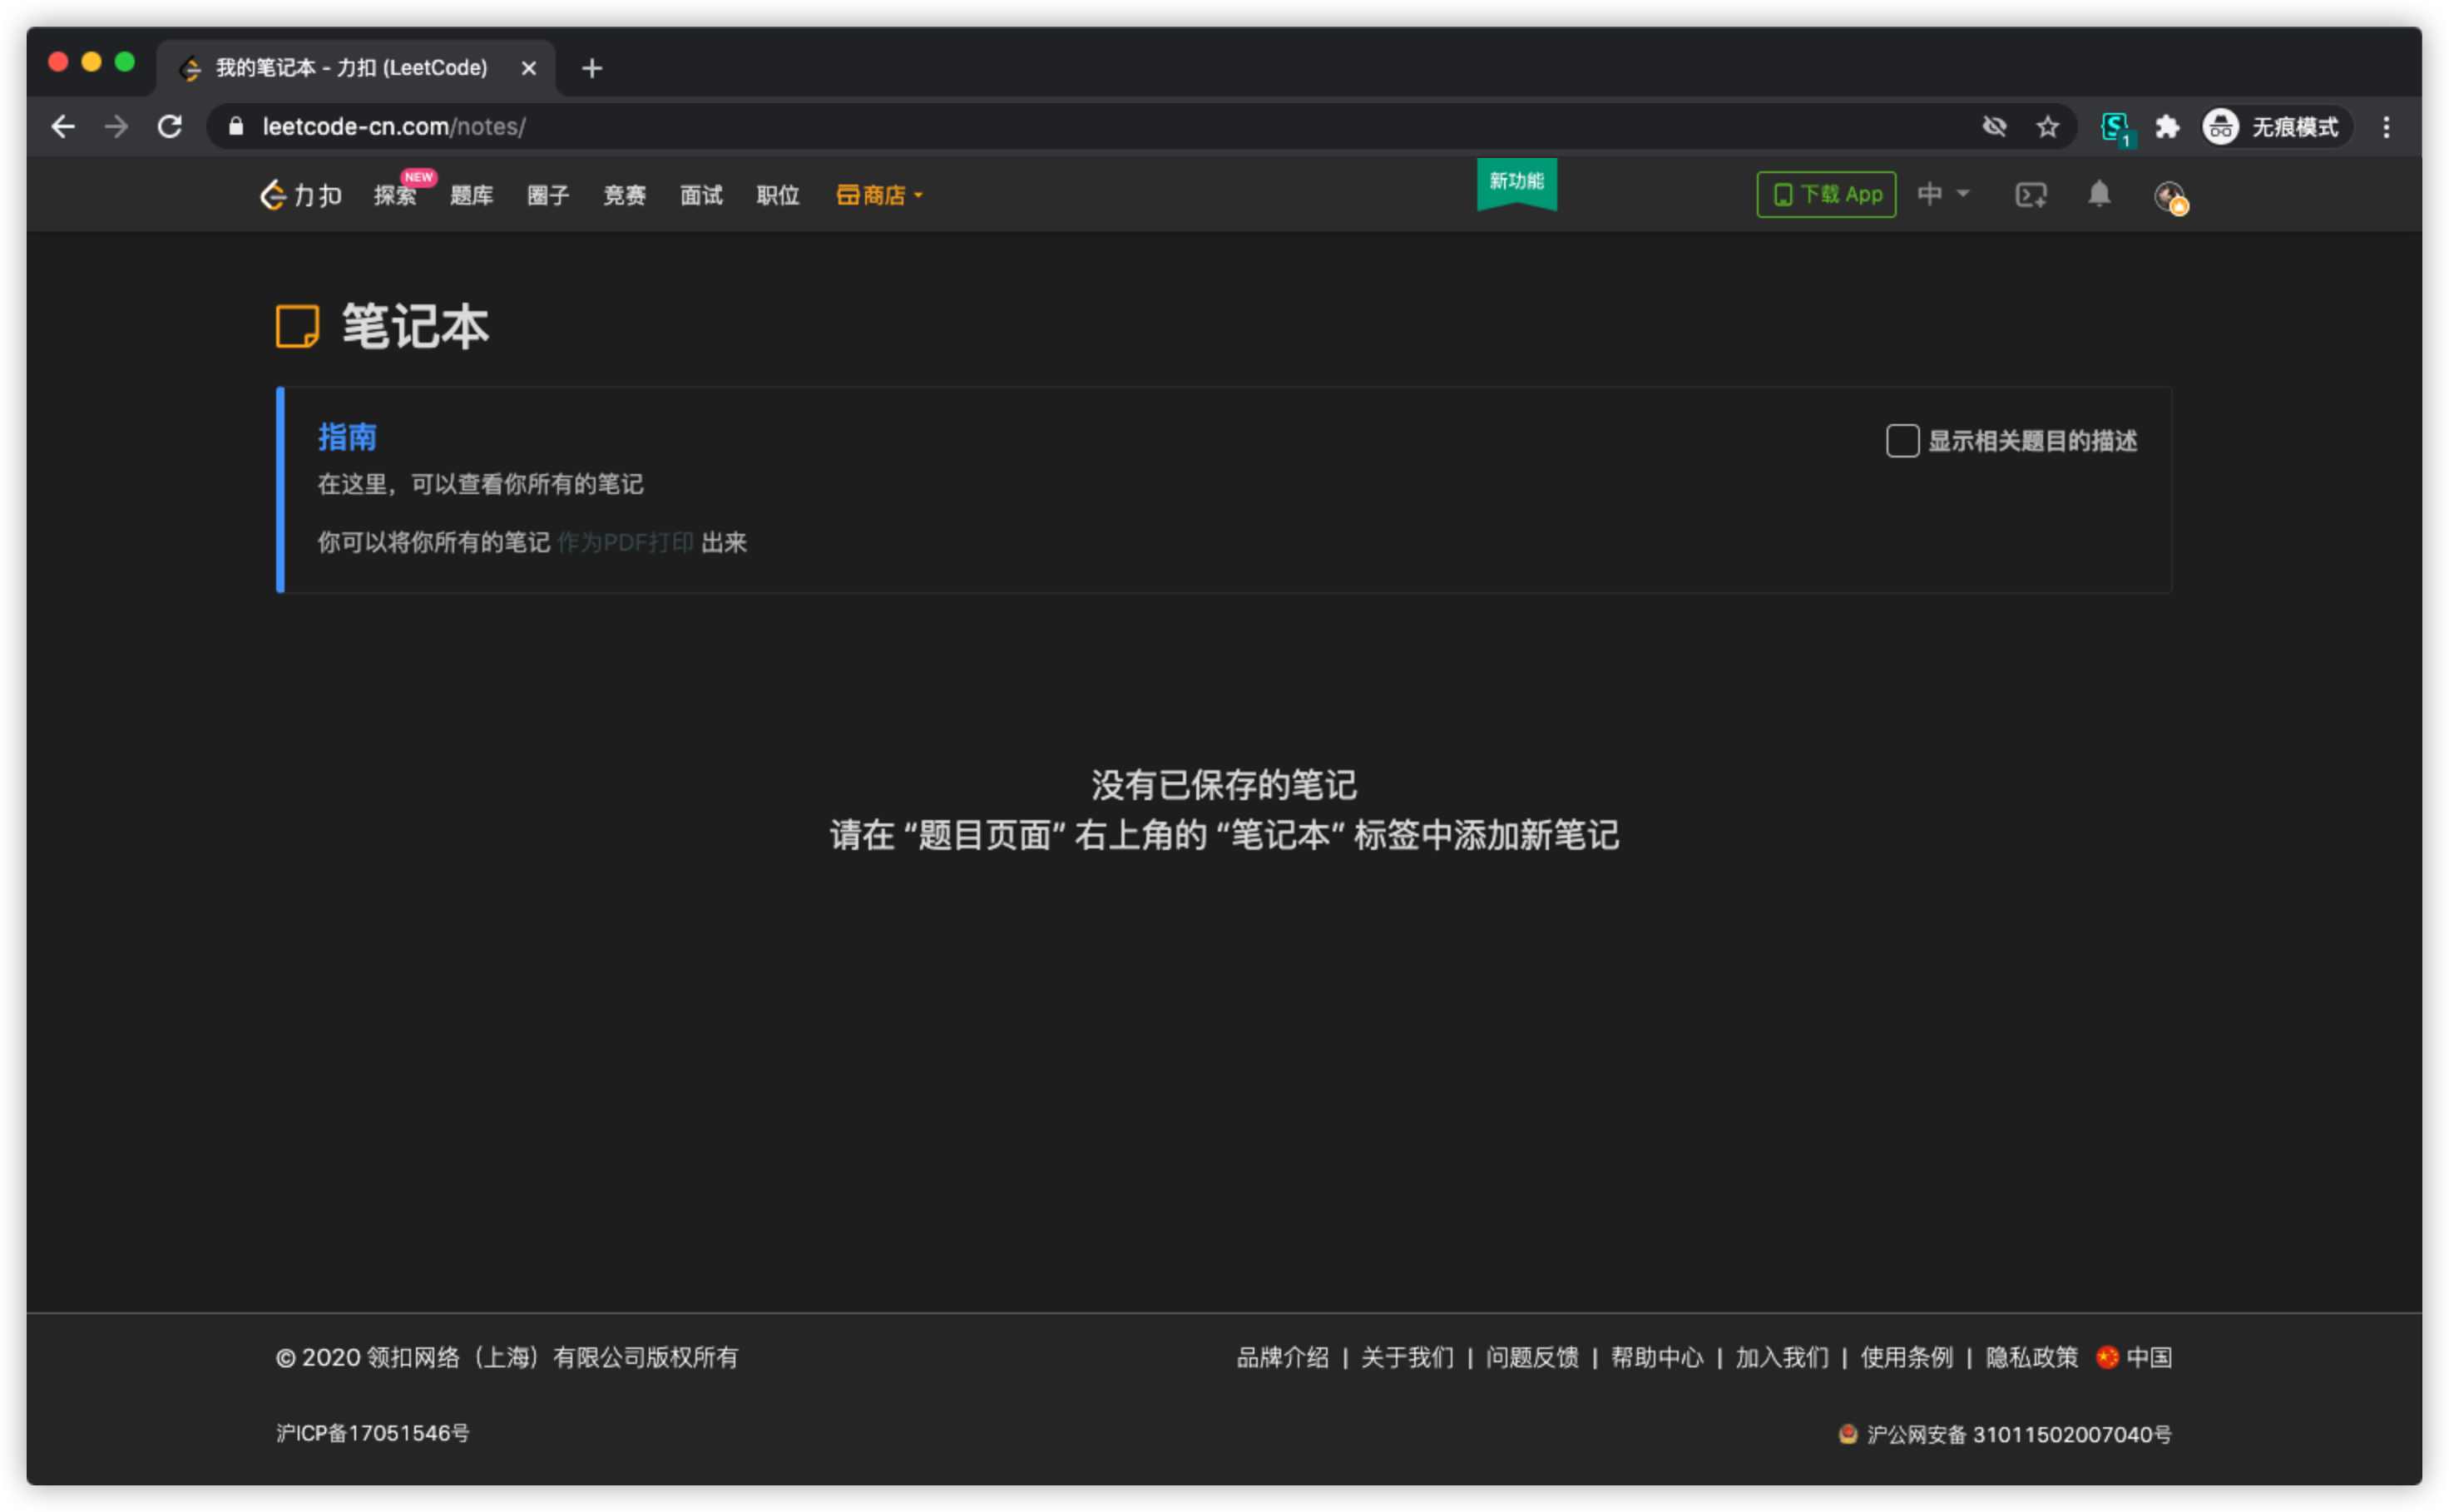 我的笔记本 - 力扣 (LeetCode)
leetcode-cn.com/notes/
1
无痕模式
力扣 探索 NEW 题库 圈子 竞赛 面试 职位 商店
新功能
下载 App 中
笔记本
指南
显示相关题目的描述
在这里，可以查看你所有的笔记
你可以将你所有的笔记 作为PDF打印 出来
没有已保存的笔记
请在 “题目页面” 右上角的 “笔记本” 标签中添加新笔记
© 2020 领扣网络（上海）有限公司版权所有
品牌介绍 | 关于我们 | 问题反馈 | 帮助中心 | 加入我们 | 使用条例 | 隐私政策 中国
沪ICP备17051546号
沪公网安备 31011502007040号